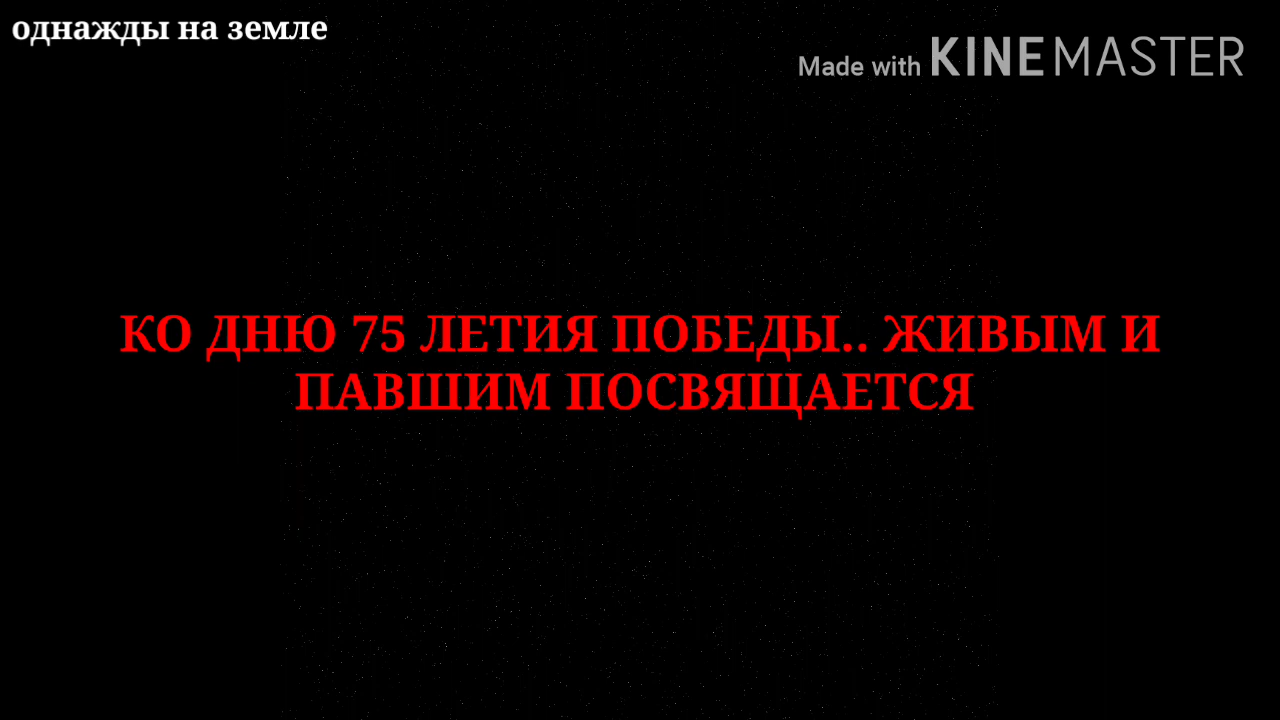 однажды на земле
Made with KINEMASTER
КО ДНЮ 75 ЛЕТИЯ ПОБЕДЫ.. ЖИВЫМ И
ПАВШИМ ПОСВЯЩАЕТСЯ